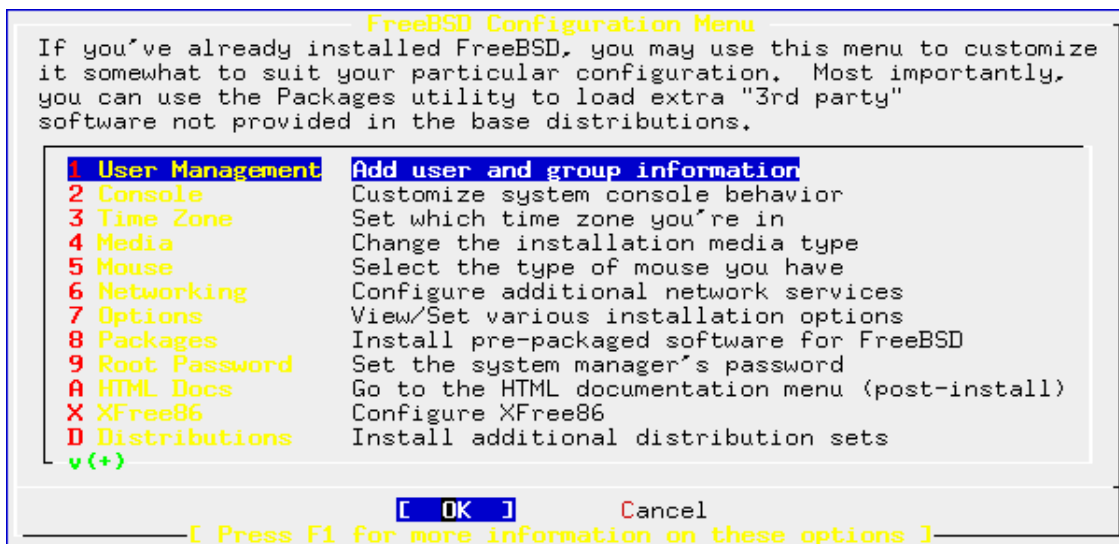 FreeBSD Configuration Menu
If you've already installed FreeBSD, you may use this menu to customize
it somewhat to suit your particular configuration.  Most importantly,
you can use the Packages utility to load extra "3rd party"
software not provided in the base distributions.
1 User Management  Add user and group information
2 Console  Customize system console behavior
3 Time Zone  Set which time zone you're in
4 Media  Change the installation media type
5 Mouse  Select the type of mouse you have
6 Networking  Configure additional network services
7 Options  View/Set various installation options
8 Packages  Install pre-packaged software for FreeBSD
9 Root Password  Set the system manager's password
A HTML Docs  Go to the HTML documentation menu (post-install)
X XFree86  Configure XFree86
D Distributions  Install additional distribution sets
v(+)
[  OK  ]  Cancel
[ Press F1 for more information on these options ]